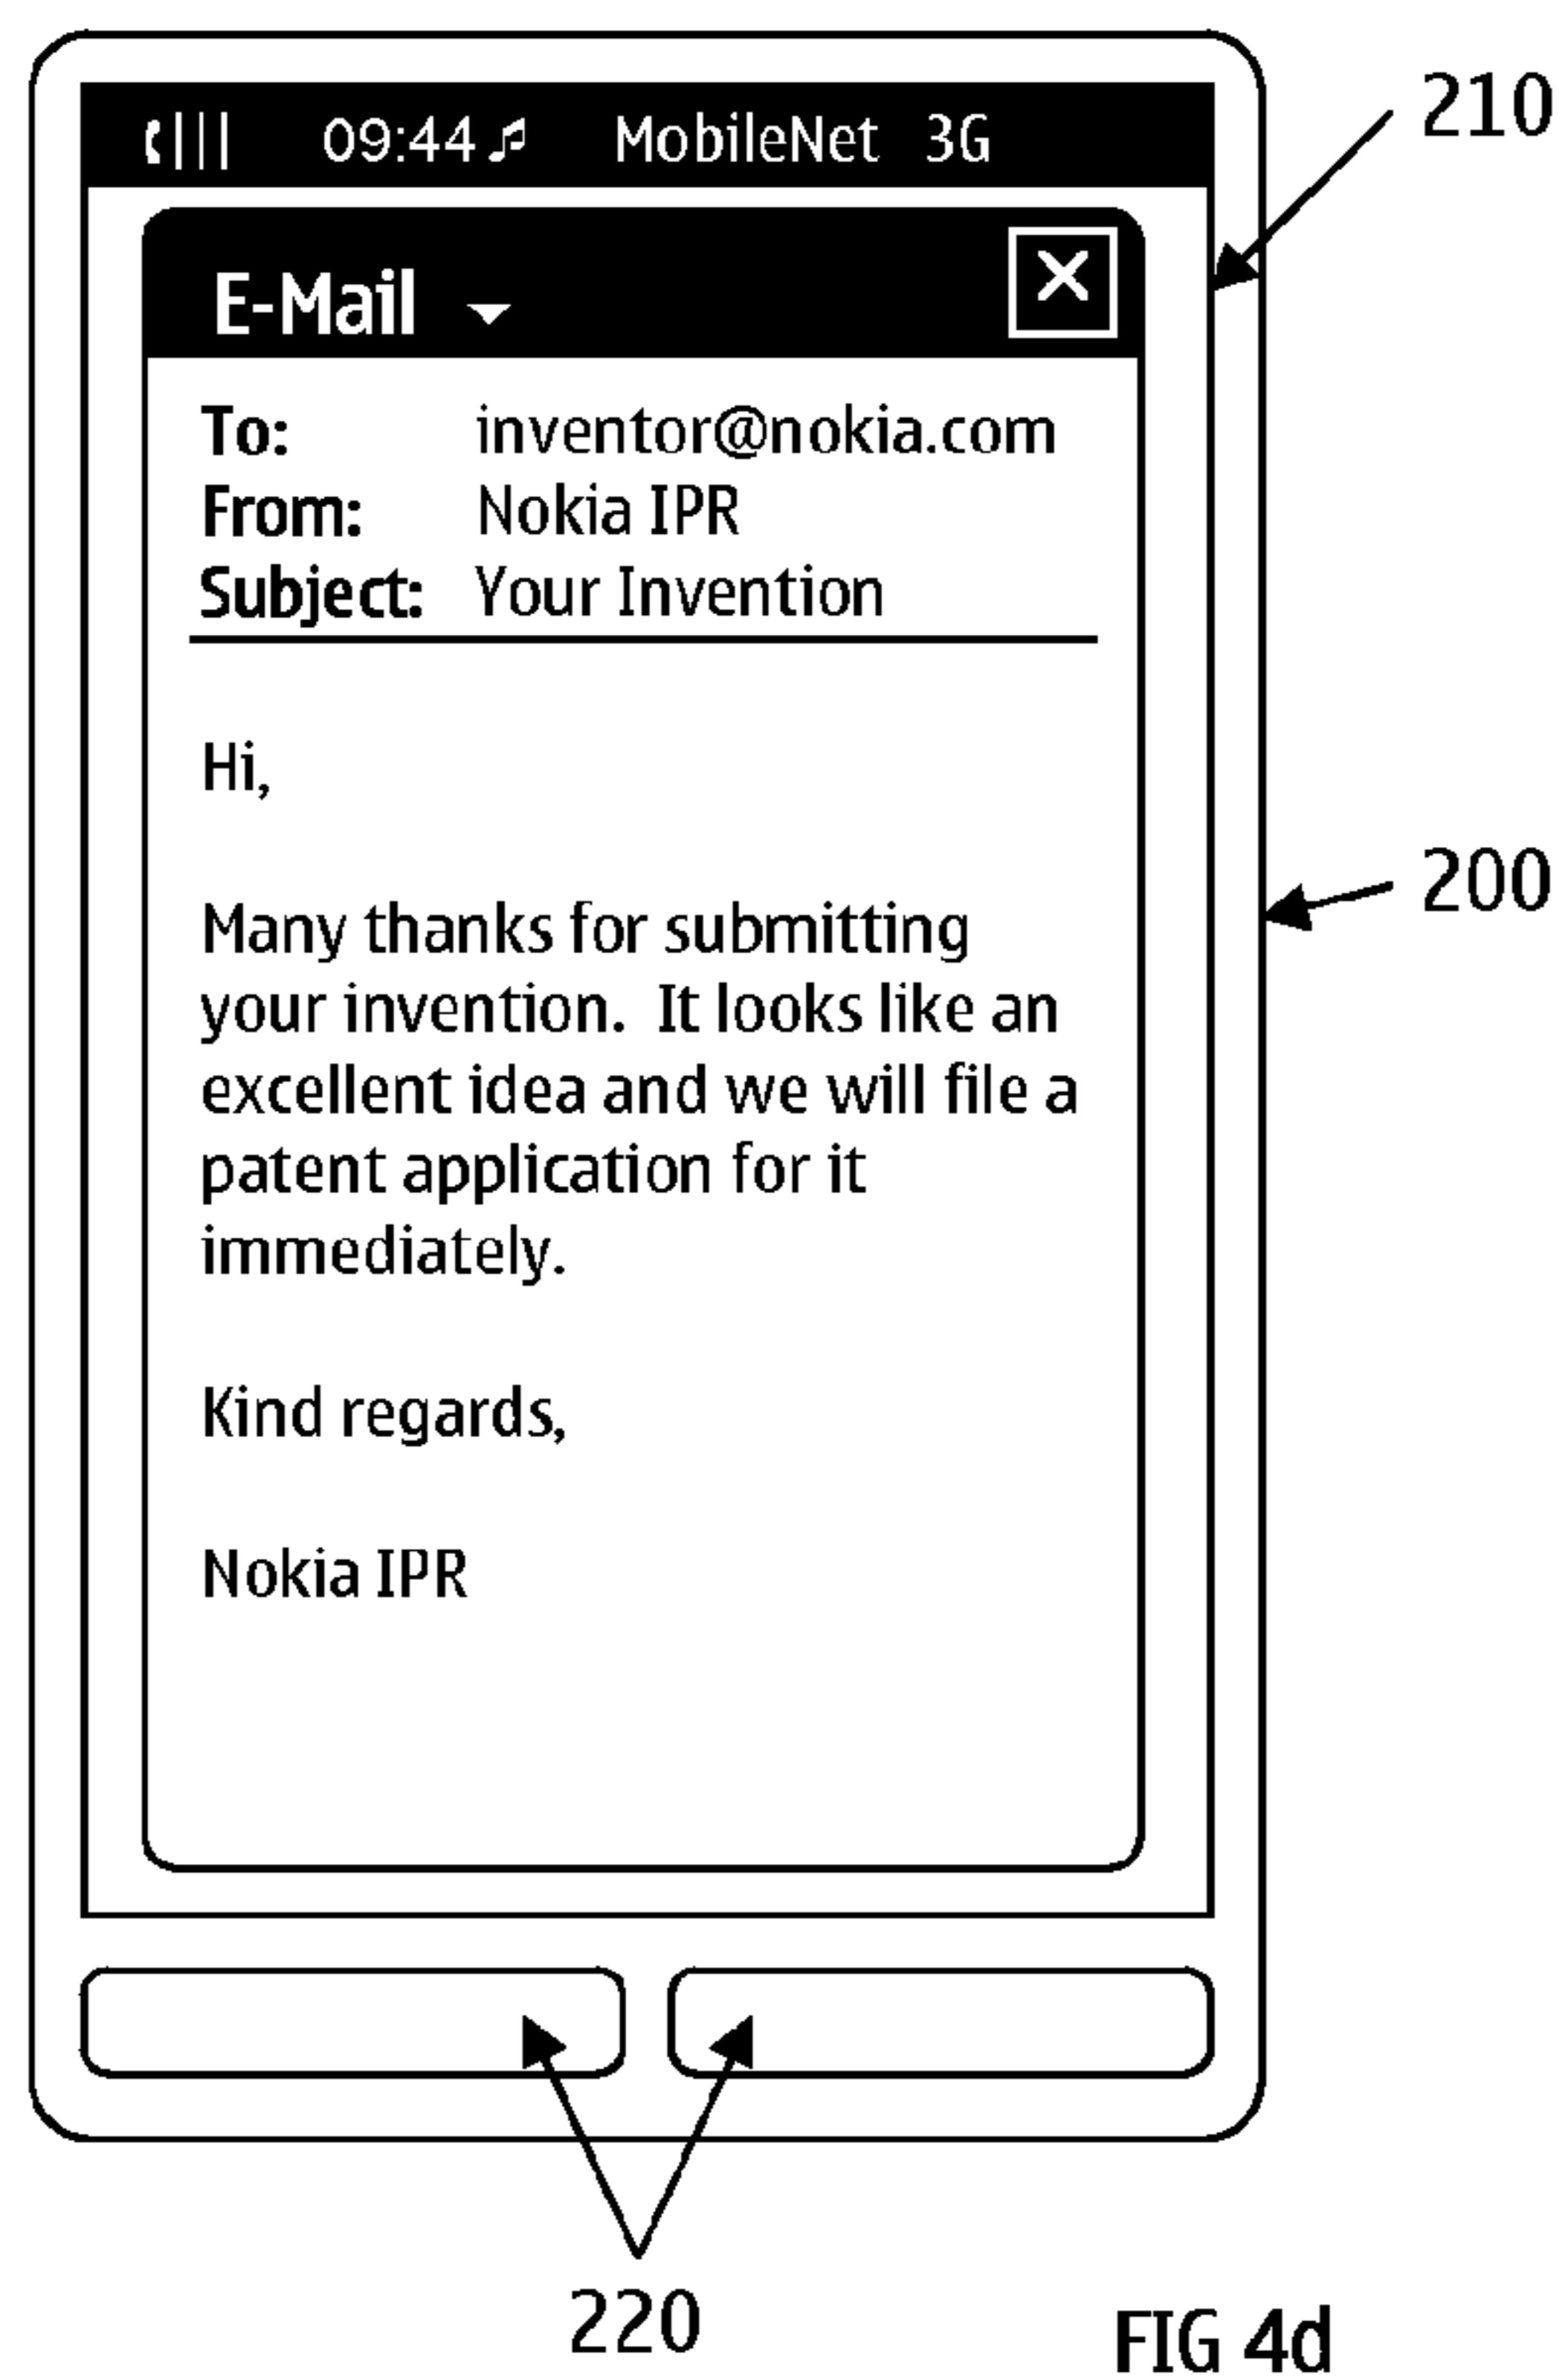 09:44 MobileNet 3G
210
E-Mail
To: inventor@nokia.com
From: Nokia IPR
Subject: Your Invention
Hi,
200
Many thanks for submitting
your invention. It looks like an
excellent idea and we will file a
patent application for it
immediately.
Kind regards,
Nokia IPR
220
FIG 4d